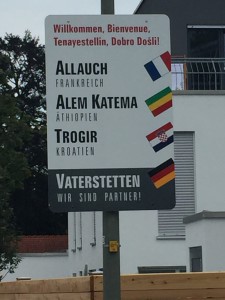 Willkommen, Bienvenue,
Tenayestellin, Dobro Došli!
ALLAUCH
FRANKREICH
ALEM KATEMA
ÄTHIOPIEN
TROGIR
KROATIEN
VATERSTETTEN
WIR SIND PARTNER!